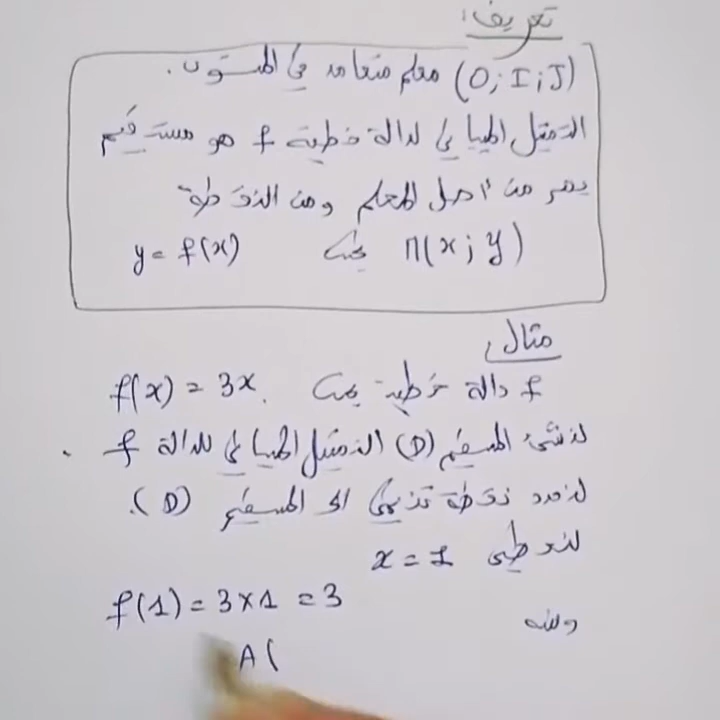 تعريف:
(O;I;J) معلم متعامد في المستوى.
التمثيل المبياني لدالة خطية f هو مستقيم
يمر من أصل المعلم ومن النقطة
M(x;y) بحيث y = f(x)
مثال:
f دالة خطية بحيث f(x) = 3x.
لننشئ المستقيم (D) التمثيل المبياني للدالة f.
لنحدد نقطة تنتمي الى المستقيم (D).
لنعطي x = 1
ومنه f(1) = 3×1 = 3
A(